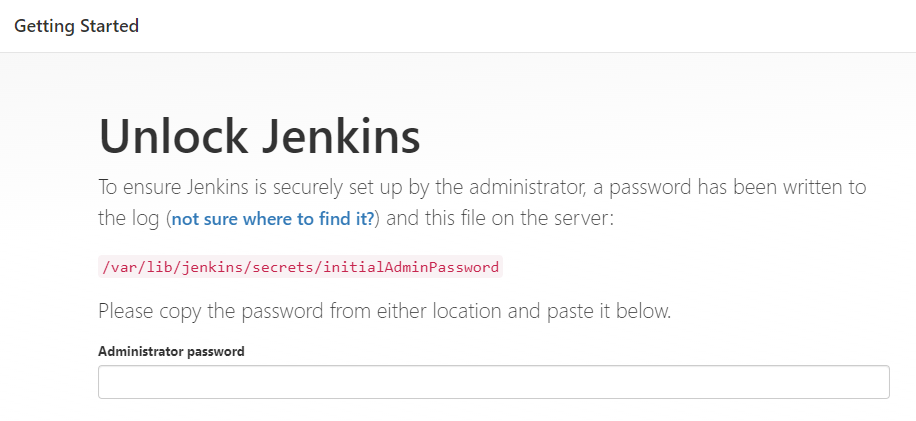 Getting Started
Unlock Jenkins
To ensure Jenkins is securely set up by the administrator, a password has been written to
the log (not sure where to find it?) and this file on the server:
/var/lib/jenkins/secrets/initialAdminPassword
Please copy the password from either location and paste it below.
Administrator password